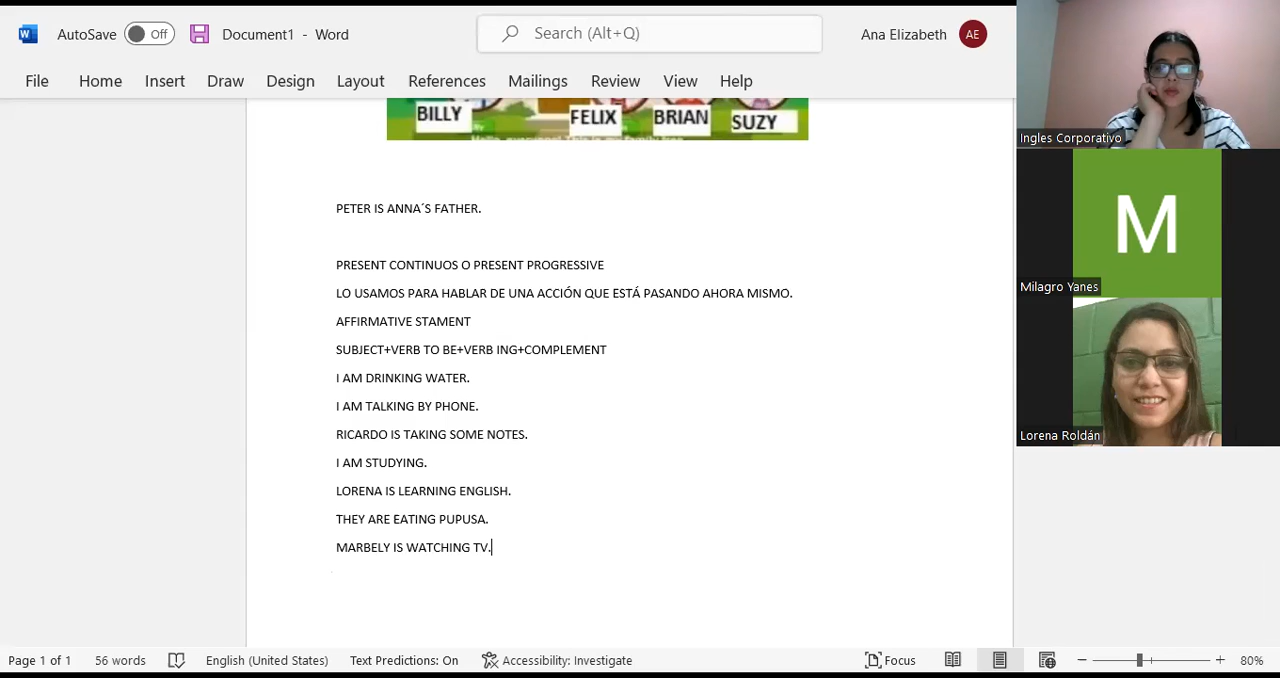 AutoSave Off Document1 - Word Search (Alt+Q) Ana Elizabeth AE
File Home Insert Draw Design Layout References Mailings Review View Help
BILLY FELIX BRIAN SUZY
PETER IS ANNA´S FATHER.
PRESENT CONTINUOS O PRESENT PROGRESSIVE
LO USAMOS PARA HABLAR DE UNA ACCIÓN QUE ESTÁ PASANDO AHORA MISMO.
AFFIRMATIVE STAMENT
SUBJECT+VERB TO BE+VERB ING+COMPLEMENT
I AM DRINKING WATER.
I AM TALKING BY PHONE.
RICARDO IS TAKING SOME NOTES.
I AM STUDYING.
LORENA IS LEARNING ENGLISH.
THEY ARE EATING PUPUSA.
MARBELY IS WATCHING TV.
Page 1 of 1 56 words English (United States) Text Predictions: On Accessibility: Investigate Focus 80%
Ingles Corporativo
M
Milagro Yanes
Lorena Roldán